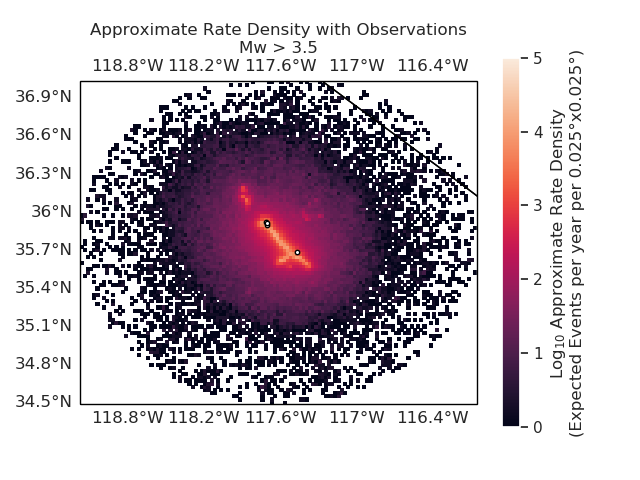 Approximate Rate Density with Observations
Mw > 3.5
118.8°W 118.2°W 117.6°W 117°W 116.4°W
36.9°N
36.6°N
36.3°N
36°N
35.7°N
35.4°N
35.1°N
34.8°N
34.5°N
118.8°W 118.2°W 117.6°W 117°W 116.4°W
5
4
3
2
1
0
Log₁₀ Approximate Rate Density
(Expected Events per year per 0.025°x0.025°)